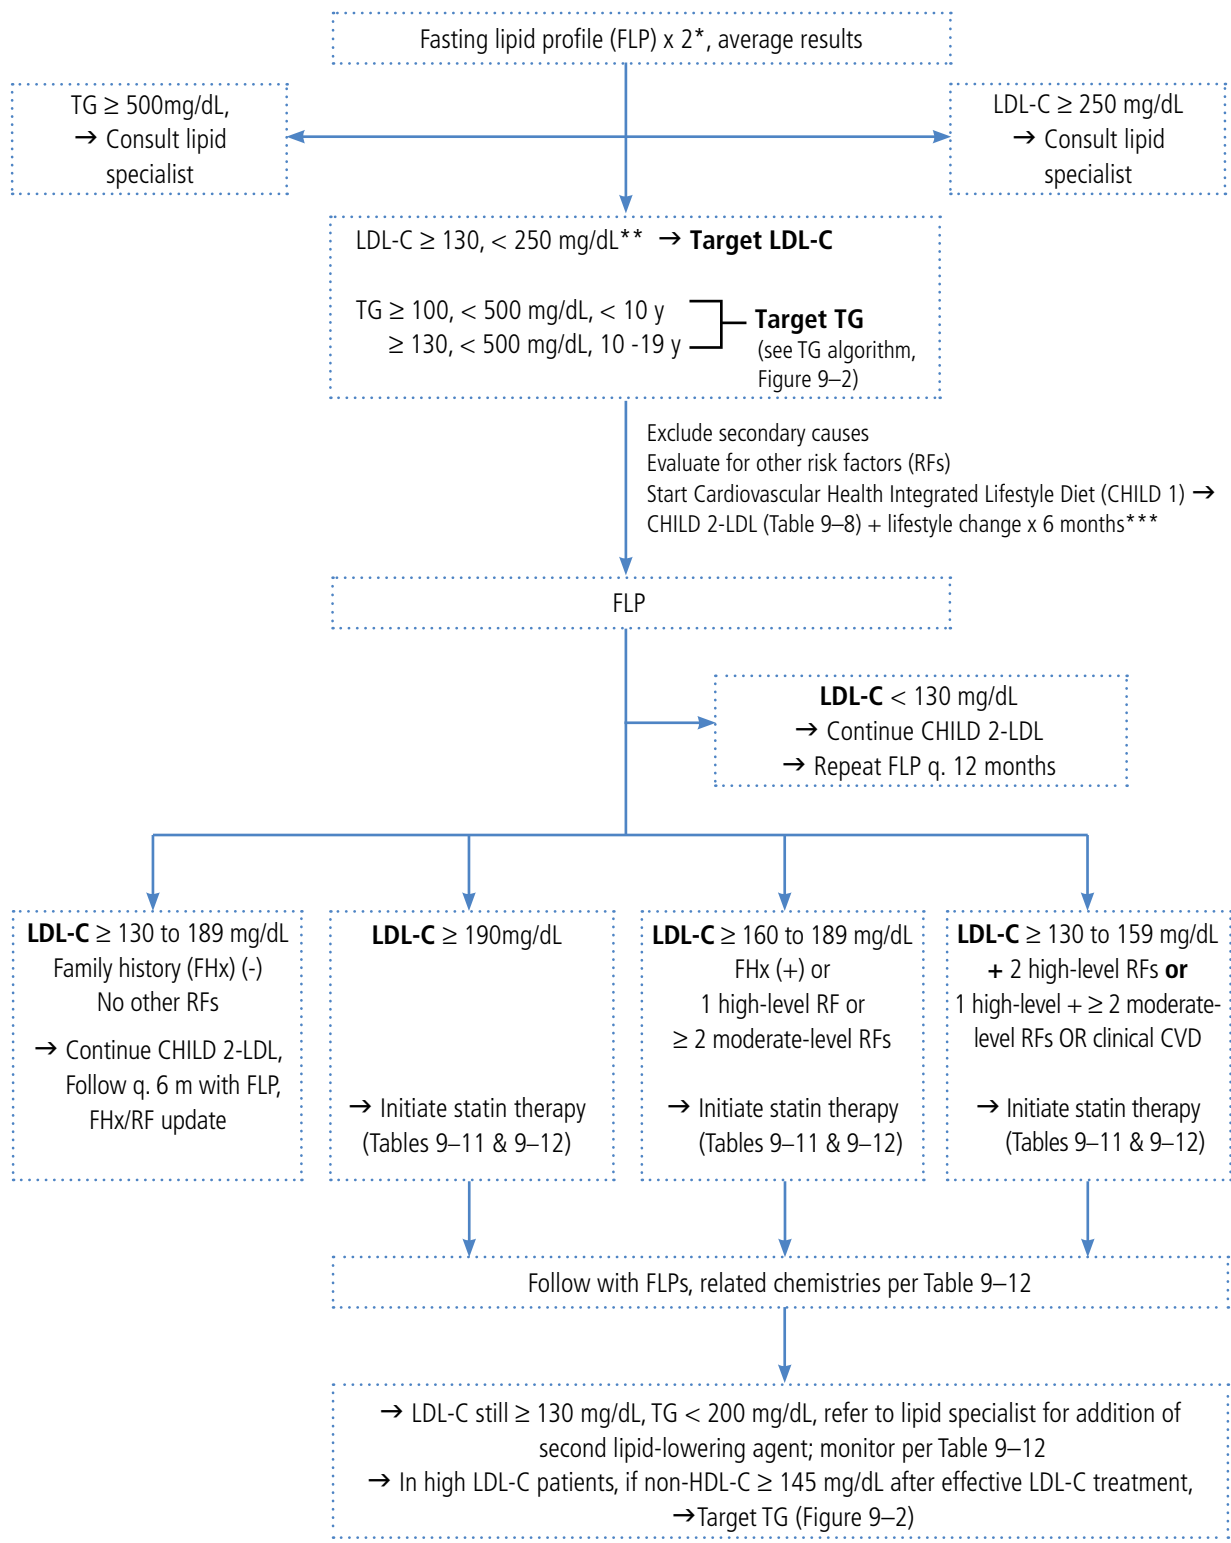 Fasting lipid profile (FLP) x 2*, average results
TG ≥ 500mg/dL,
→ Consult lipid
specialist
LDL-C ≥ 250 mg/dL
→ Consult lipid
specialist
LDL-C ≥ 130, < 250 mg/dL** → Target LDL-C
TG ≥ 100, < 500 mg/dL, < 10 y
≥ 130, < 500 mg/dL, 10 -19 y
Target TG
(see TG algorithm,
Figure 9–2)
Exclude secondary causes
Evaluate for other risk factors (RFs)
Start Cardiovascular Health Integrated Lifestyle Diet (CHILD 1) →
CHILD 2-LDL (Table 9–8) + lifestyle change x 6 months***
FLP
LDL-C < 130 mg/dL
→ Continue CHILD 2-LDL
→ Repeat FLP q. 12 months
LDL-C ≥ 130 to 189 mg/dL
Family history (FHx) (-)
No other RFs
→ Continue CHILD 2-LDL,
Follow q. 6 m with FLP,
FHx/RF update
LDL-C ≥ 190mg/dL
→ Initiate statin therapy
(Tables 9–11 & 9–12)
LDL-C ≥ 160 to 189 mg/dL
FHx (+) or
1 high-level RF or
≥ 2 moderate-level RFs
→ Initiate statin therapy
(Tables 9–11 & 9–12)
LDL-C ≥ 130 to 159 mg/dL
+ 2 high-level RFs or
1 high-level + ≥ 2 moderate-
level RFs OR clinical CVD
→ Initiate statin therapy
(Tables 9–11 & 9–12)
Follow with FLPs, related chemistries per Table 9–12
→ LDL-C still ≥ 130 mg/dL, TG < 200 mg/dL, refer to lipid specialist for addition of
second lipid-lowering agent; monitor per Table 9–12
→ In high LDL-C patients, if non-HDL-C ≥ 145 mg/dL after effective LDL-C treatment,
→Target TG (Figure 9–2)